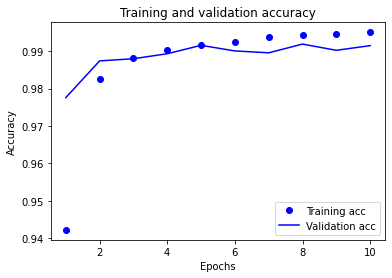 Training and validation accuracy
Accuracy
0.99
0.98
0.97
0.96
0.95
0.94
Training acc
Validation acc
2 4 6 8 10
Epochs